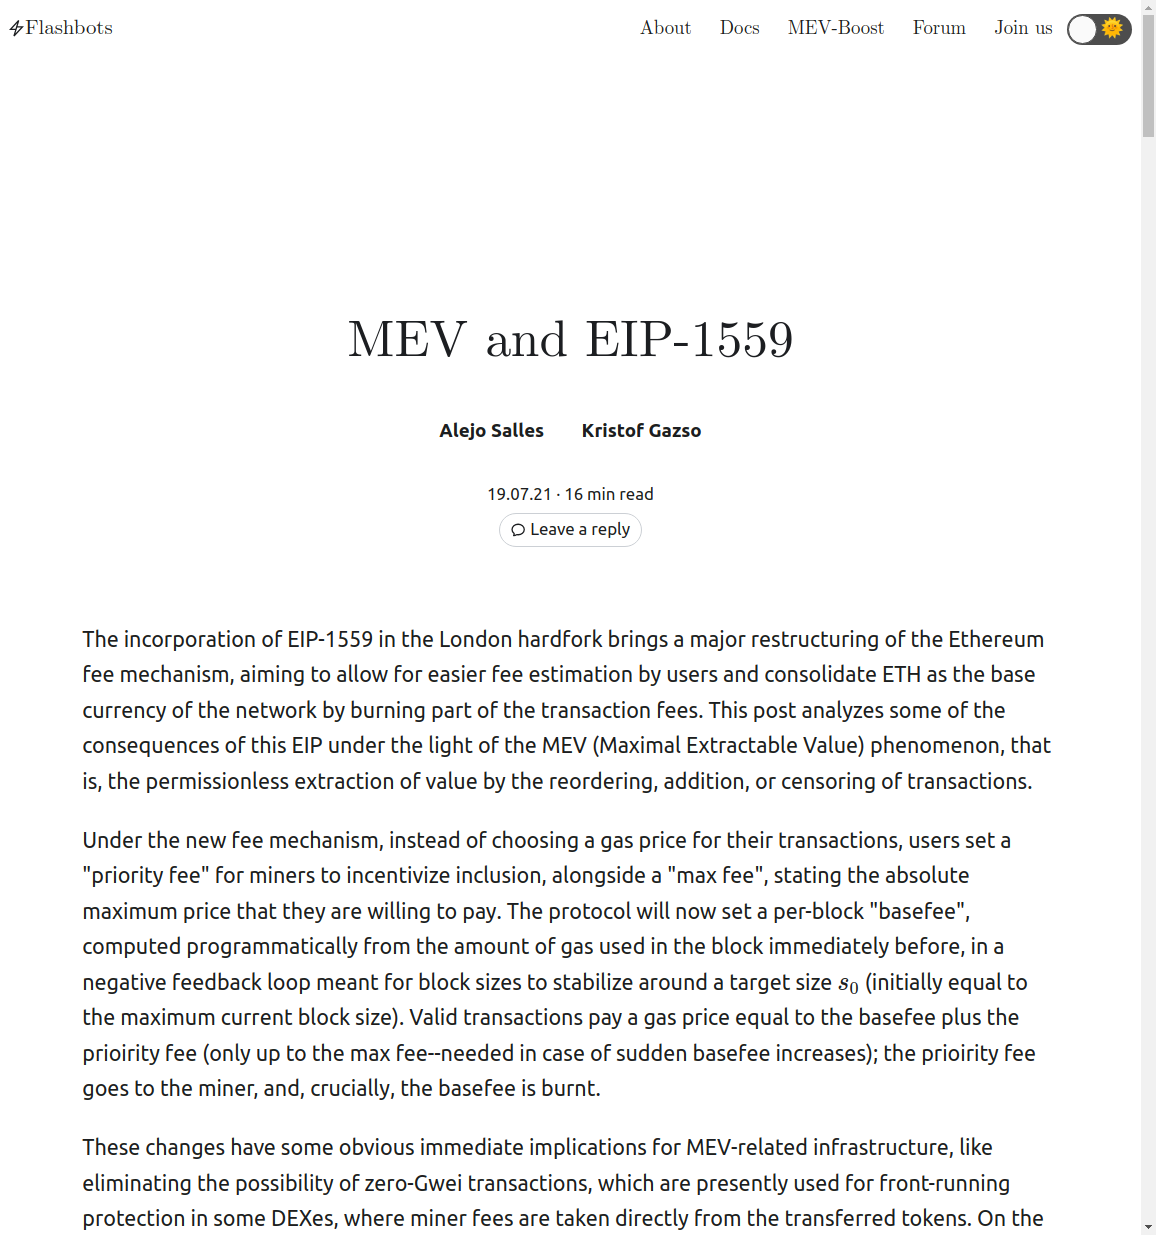 Flashbots
About Docs MEV-Boost Forum Join us
MEV and EIP-1559
Alejo Salles Kristof Gazso
19.07.21 · 16 min read
Leave a reply
The incorporation of EIP-1559 in the London hardfork brings a major restructuring of the Ethereum
fee mechanism, aiming to allow for easier fee estimation by users and consolidate ETH as the base
currency of the network by burning part of the transaction fees. This post analyzes some of the
consequences of this EIP under the light of the MEV (Maximal Extractable Value) phenomenon, that
is, the permissionless extraction of value by the reordering, addition, or censoring of transactions.
Under the new fee mechanism, instead of choosing a gas price for their transactions, users set a
"priority fee" for miners to incentivize inclusion, alongside a "max fee", stating the absolute
maximum price that they are willing to pay. The protocol will now set a per-block "basefee",
computed programmatically from the amount of gas used in the block immediately before, in a
negative feedback loop meant for block sizes to stabilize around a target size s₀ (initially equal to
the maximum current block size). Valid transactions pay a gas price equal to the basefee plus the
prioirity fee (only up to the max fee--needed in case of sudden basefee increases); the prioirity fee
goes to the miner, and, crucially, the basefee is burnt.
These changes have some obvious immediate implications for MEV-related infrastructure, like
eliminating the possibility of zero-Gwei transactions, which are presently used for front-running
protection in some DEXes, where miner fees are taken directly from the transferred tokens. On the